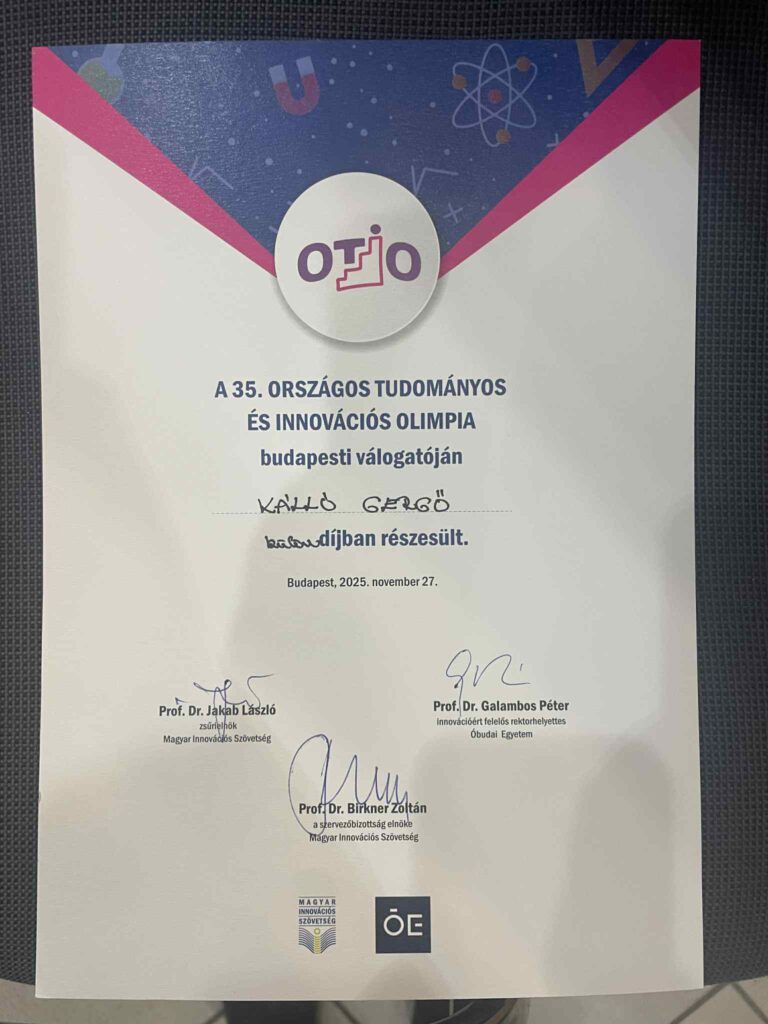 OTIO
A 35. ORSZÁGOS TUDOMÁNYOS
ÉS INNOVÁCIÓS OLIMPIA
budapesti válogatóján
KÁLLÓ GERGŐ
különdíjban részesült.
Budapest, 2025. november 27.
Prof. Dr. Jakab László
zsűrielnök
Magyar Innovációs Szövetség
Prof. Dr. Galambos Péter
innovációért felelős rektorhelyettes
Óbudai Egyetem
Prof. Dr. Birkner Zoltán
a szervezőbizottság elnöke
Magyar Innovációs Szövetség
MAGYAR
INNOVÁCIÓS
SZÖVETSÉG
ÓE